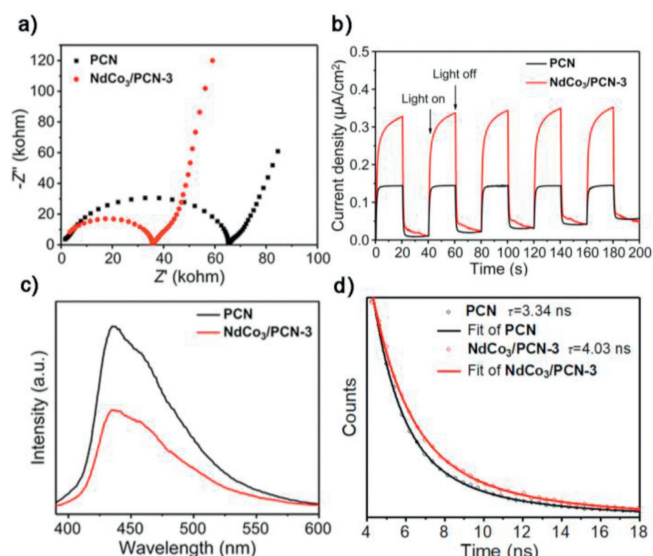 a)
PCN
NdCo₃/PCN-3
-Z'' (kohm)
120
100
80
60
40
20
0
0 20 40 60 80 100
Z' (kohm)
b)
PCN
NdCo₃/PCN-3
Light off
Light on
Current density (μA/cm²)
0.5
0.4
0.3
0.2
0.1
0.0
0 20 40 60 80 100 120 140 160 180 200
Time (s)
c)
PCN
NdCo₃/PCN-3
Intensity (a.u.)
400 450 500 550 600
Wavelength (nm)
d)
PCN τ=3.34 ns
Fit of PCN
NdCo₃/PCN-3 τ=4.03 ns
Fit of NdCo₃/PCN-3
Counts
4 6 8 10 12 14 16 18
Time (ns)